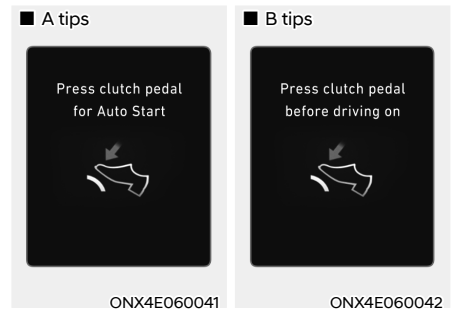 ■ A tips
Press clutch pedal
for Auto Start
ONX4E060041
■ B tips
Press clutch pedal
before driving on
ONX4E060042